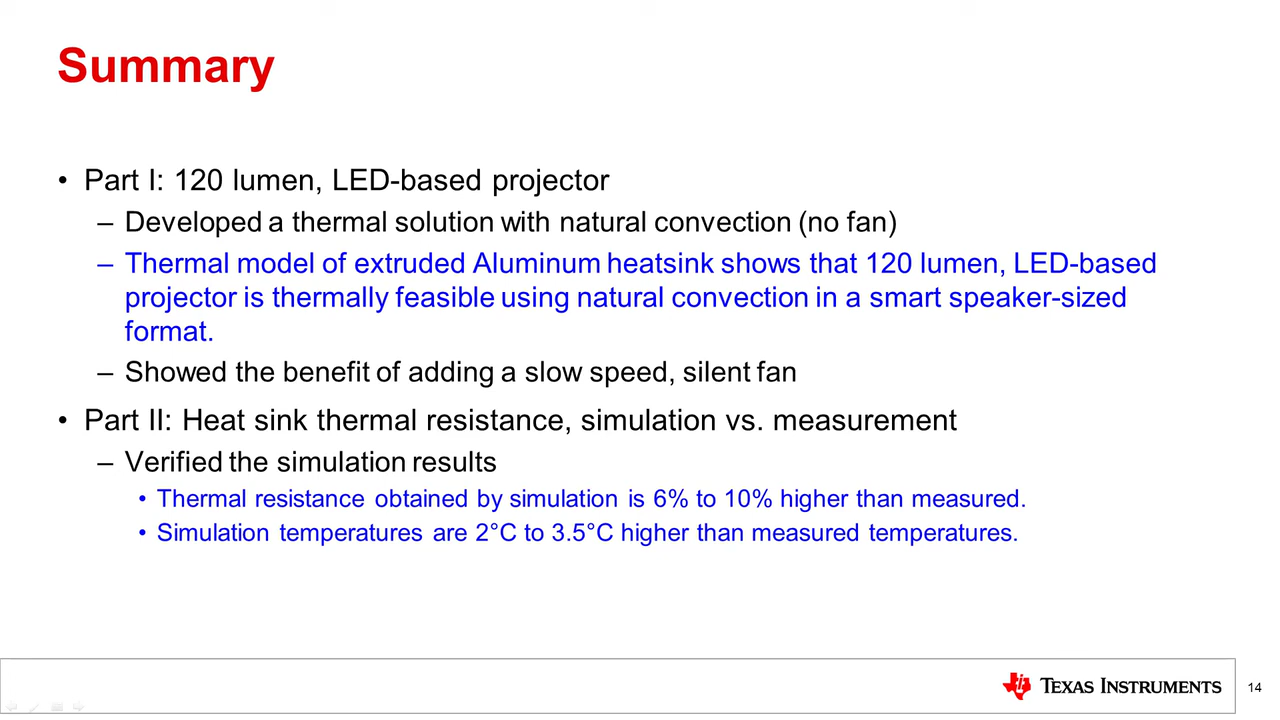 Summary
• Part I: 120 lumen, LED-based projector
– Developed a thermal solution with natural convection (no fan)
– Thermal model of extruded Aluminum heatsink shows that 120 lumen, LED-based
projector is thermally feasible using natural convection in a smart speaker-sized
format.
– Showed the benefit of adding a slow speed, silent fan
• Part II: Heat sink thermal resistance, simulation vs. measurement
– Verified the simulation results
• Thermal resistance obtained by simulation is 6% to 10% higher than measured.
• Simulation temperatures are 2°C to 3.5°C higher than measured temperatures.
TEXAS INSTRUMENTS
14